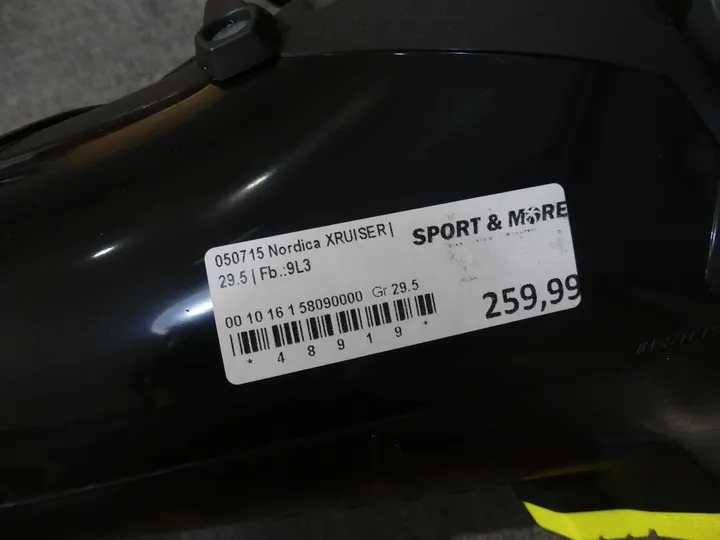 050715 Nordica XRUISER|
29.5 | Fb.:9L3
SPORT & MORE
00 10 16 1 58090000 Gr.29.5
259,99
* 4 8 9 1 9 *